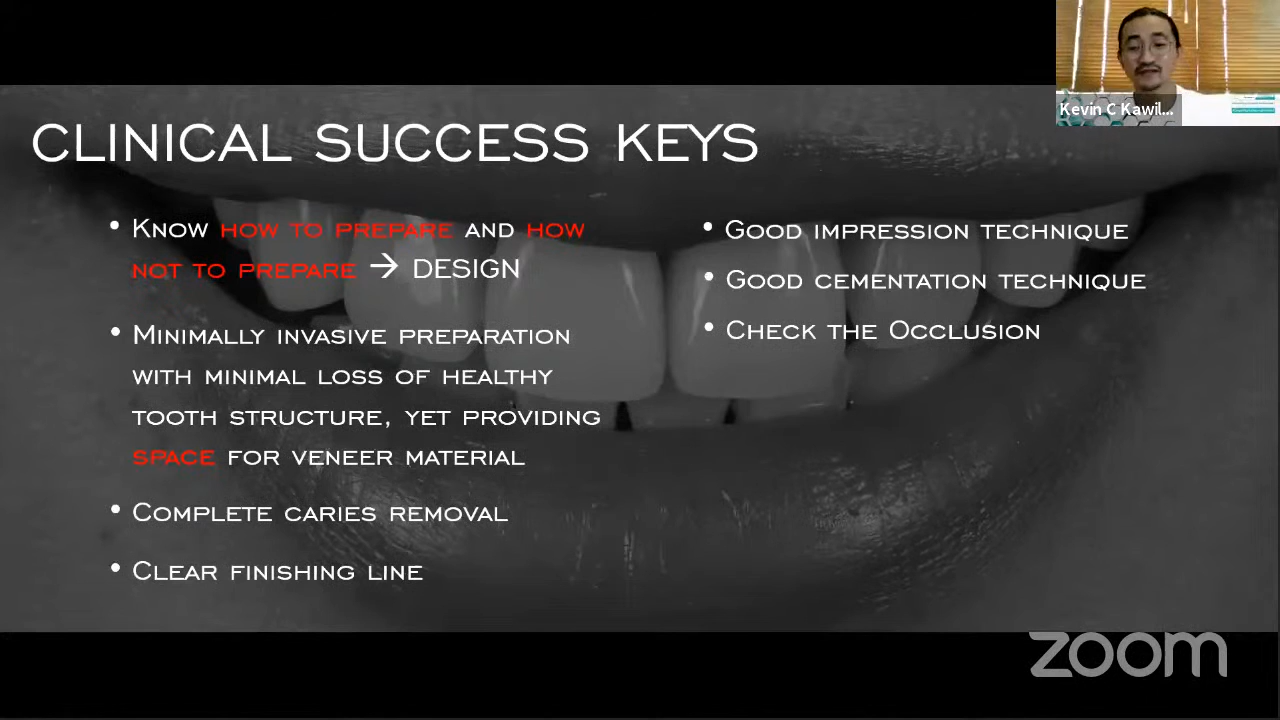 Kevin C Kawil...
CLINICAL SUCCESS KEYS
• KNOW HOW TO PREPARE AND HOW
NOT TO PREPARE → DESIGN
• MINIMALLY INVASIVE PREPARATION
WITH MINIMAL LOSS OF HEALTHY
TOOTH STRUCTURE, YET PROVIDING
SPACE FOR VENEER MATERIAL
• COMPLETE CARIES REMOVAL
• CLEAR FINISHING LINE
• GOOD IMPRESSION TECHNIQUE
• GOOD CEMENTATION TECHNIQUE
• CHECK THE OCCLUSION
zoom